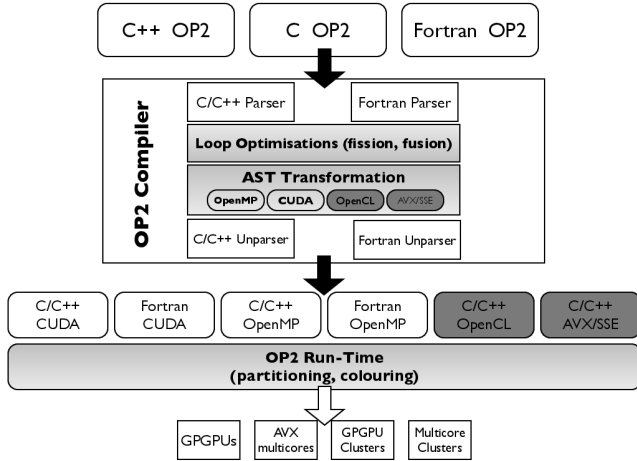 C++ OP2
C OP2
Fortran OP2
OP2 Compiler
C/C++ Parser
Fortran Parser
Loop Optimisations (fission, fusion)
AST Transformation
OpenMP
CUDA
OpenCL
AVX/SSE
C/C++ Unparser
Fortran Unparser
C/C++
CUDA
Fortran
CUDA
C/C++
OpenMP
Fortran
OpenMP
C/C++
OpenCL
C/C++
AVX/SSE
OP2 Run-Time
(partitioning, colouring)
GPGPUs
AVX
multicores
GPGPU
Clusters
Multicore
Clusters